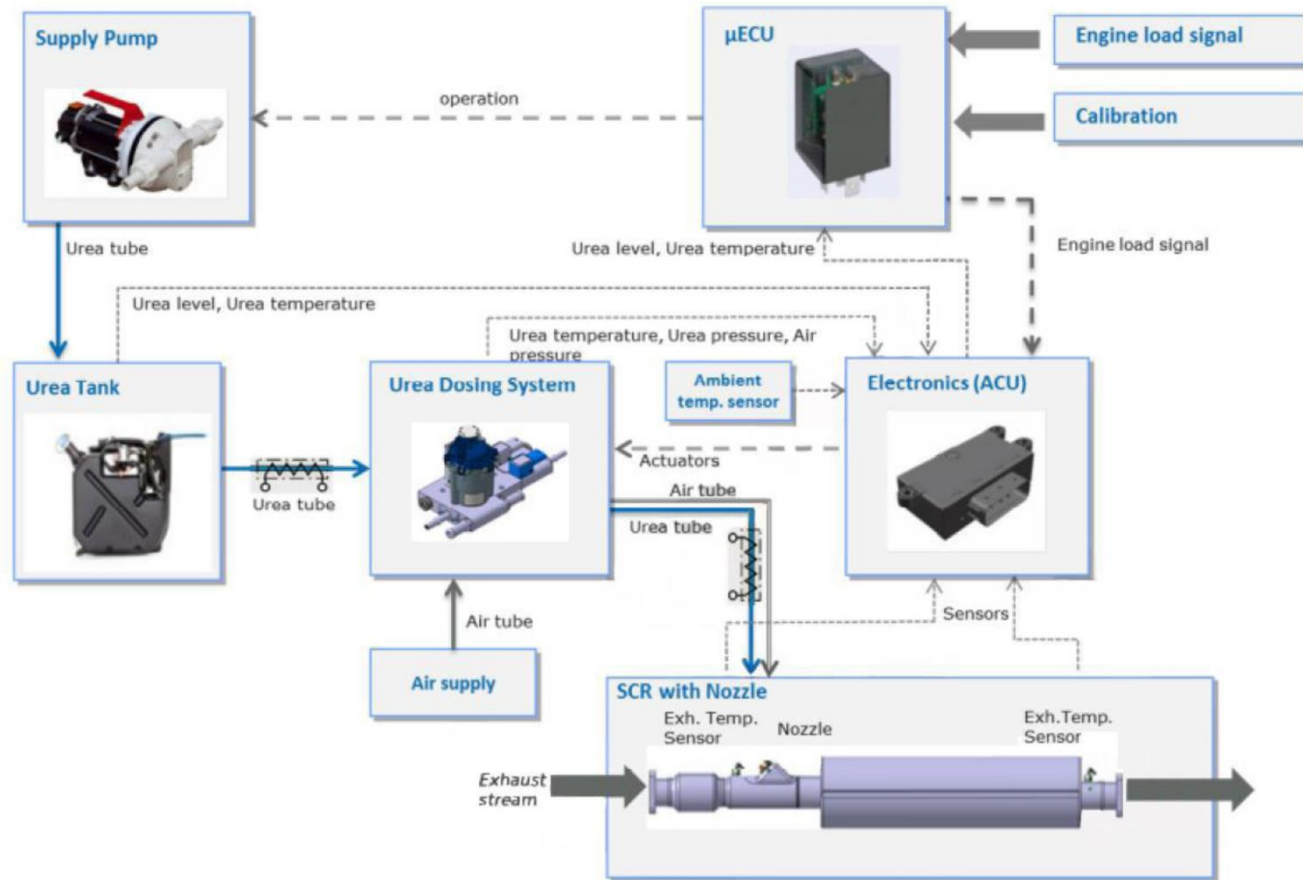 Supply Pump
µECU
Engine load signal
operation
Calibration
Urea tube
Urea level, Urea temperature
Engine load signal
Urea level, Urea temperature
Urea temperature, Urea pressure, Air
pressure
Urea Tank
Urea Dosing System
Ambient
temp. sensor
Electronics (ACU)
Actuators
Urea tube
Air tube
Urea tube
Air tube
Sensors
Air supply
SCR with Nozzle
Exh. Temp.
Sensor
Nozzle
Exh.Temp.
Sensor
Exhaust
stream